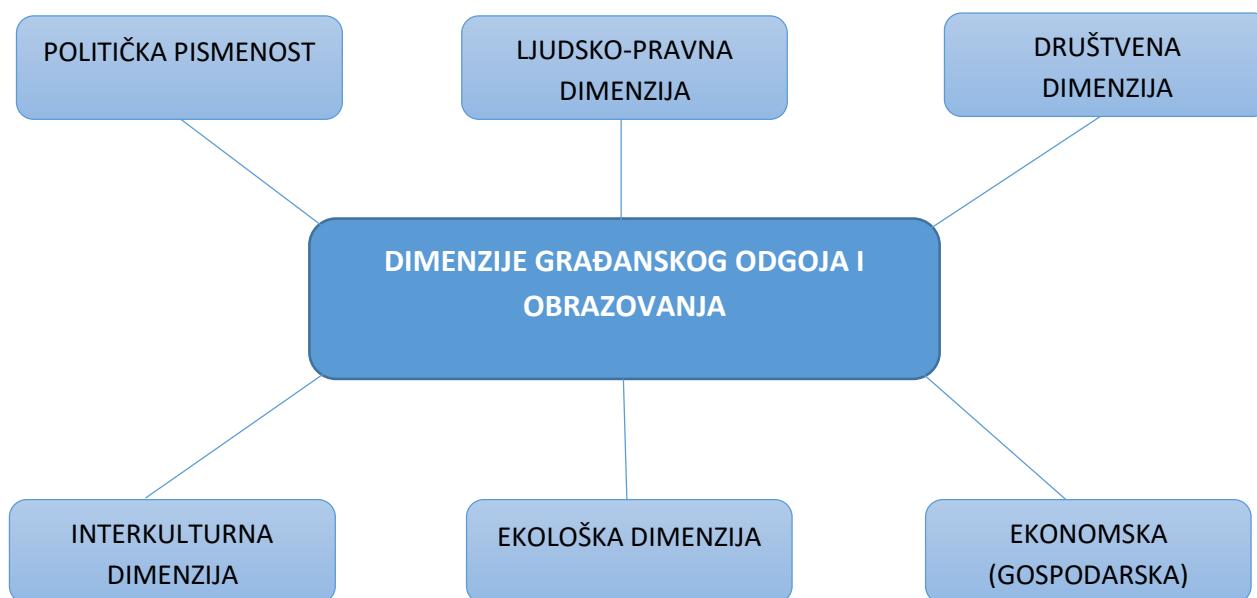 POLITIČKA PISMENOST
LJUDSKO-PRAVNA
DIMENZIJA
DRUŠTVENA
DIMENZIJA
DIMENZIJE GRAĐANSKOG ODGOJA I
OBRAZOVANJA
INTERKULTURNA
DIMENZIJA
EKOLOŠKA DIMENZIJA
EKONOMSKA
(GOSPODARSKA)